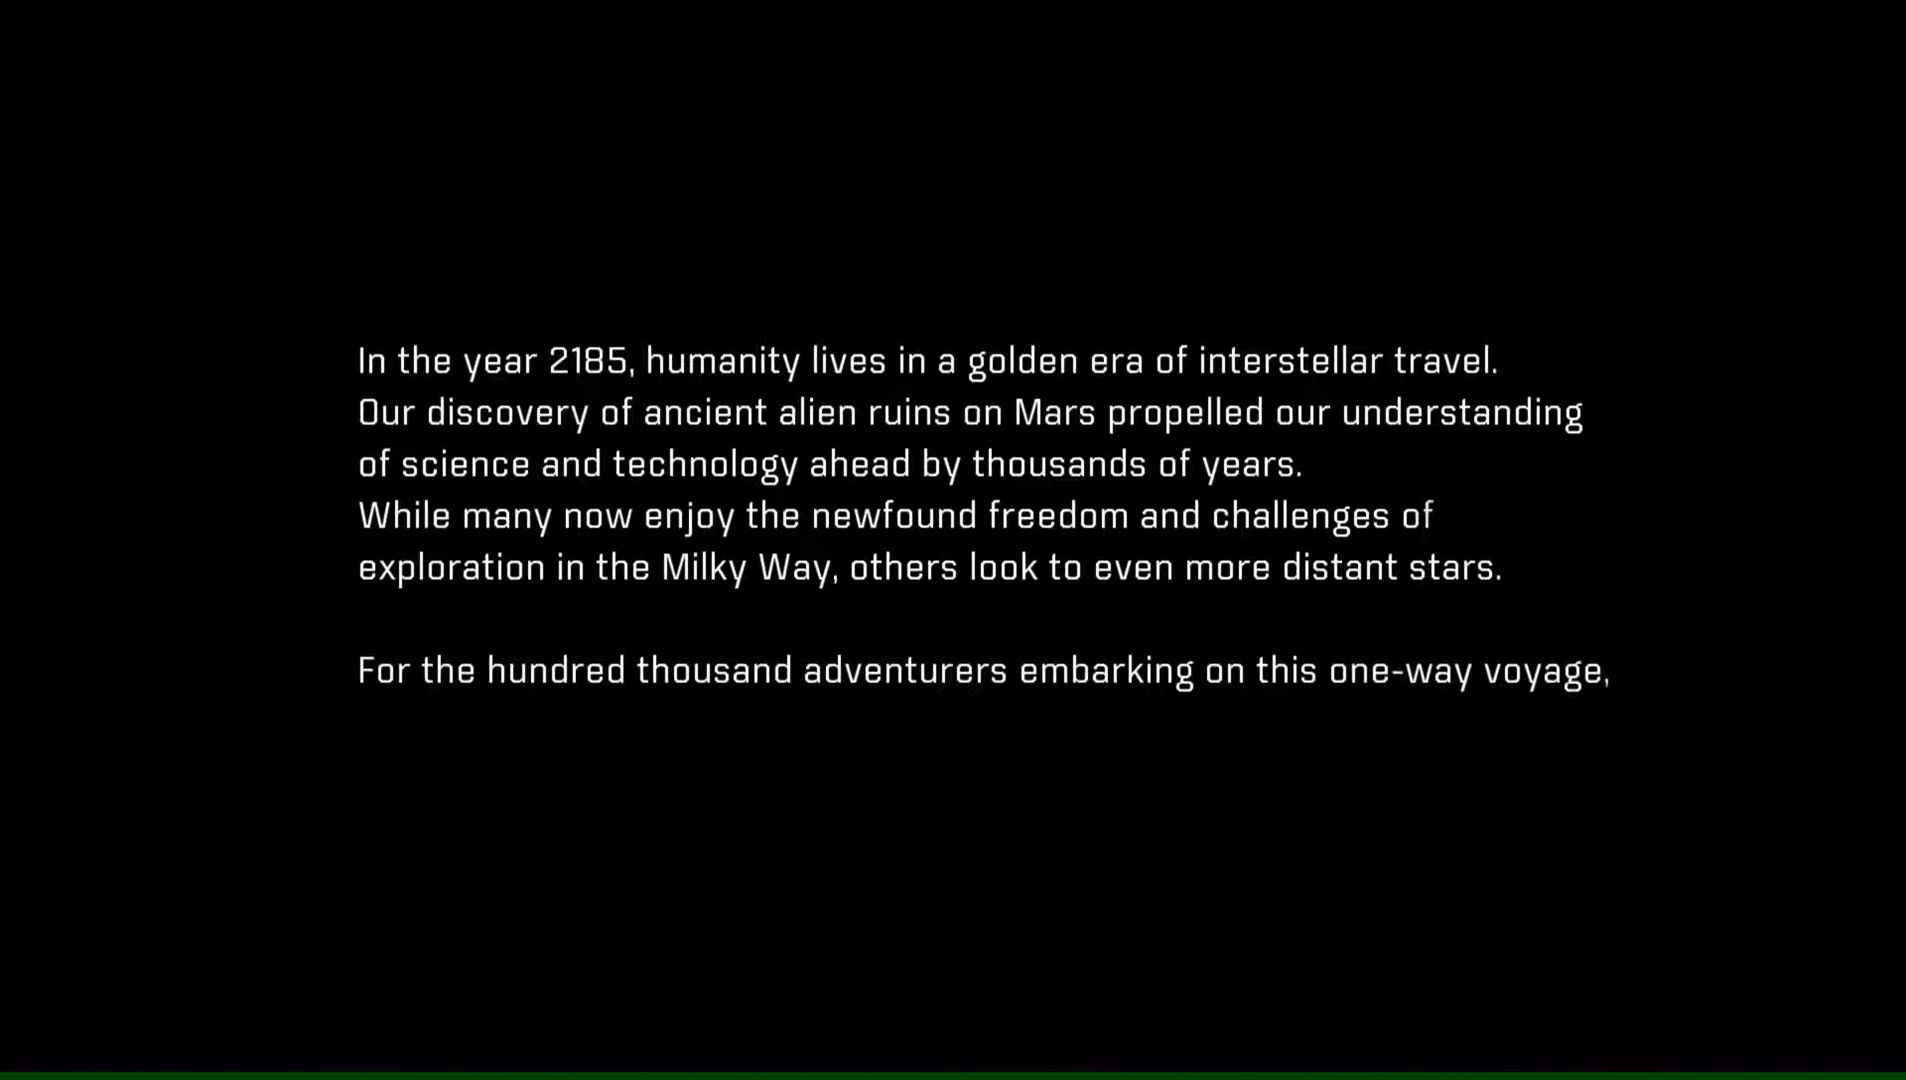 In the year 2185, humanity lives in a golden era of interstellar travel.
Our discovery of ancient alien ruins on Mars propelled our understanding
of science and technology ahead by thousands of years.
While many now enjoy the newfound freedom and challenges of
exploration in the Milky Way, others look to even more distant stars.
For the hundred thousand adventurers embarking on this one-way voyage,